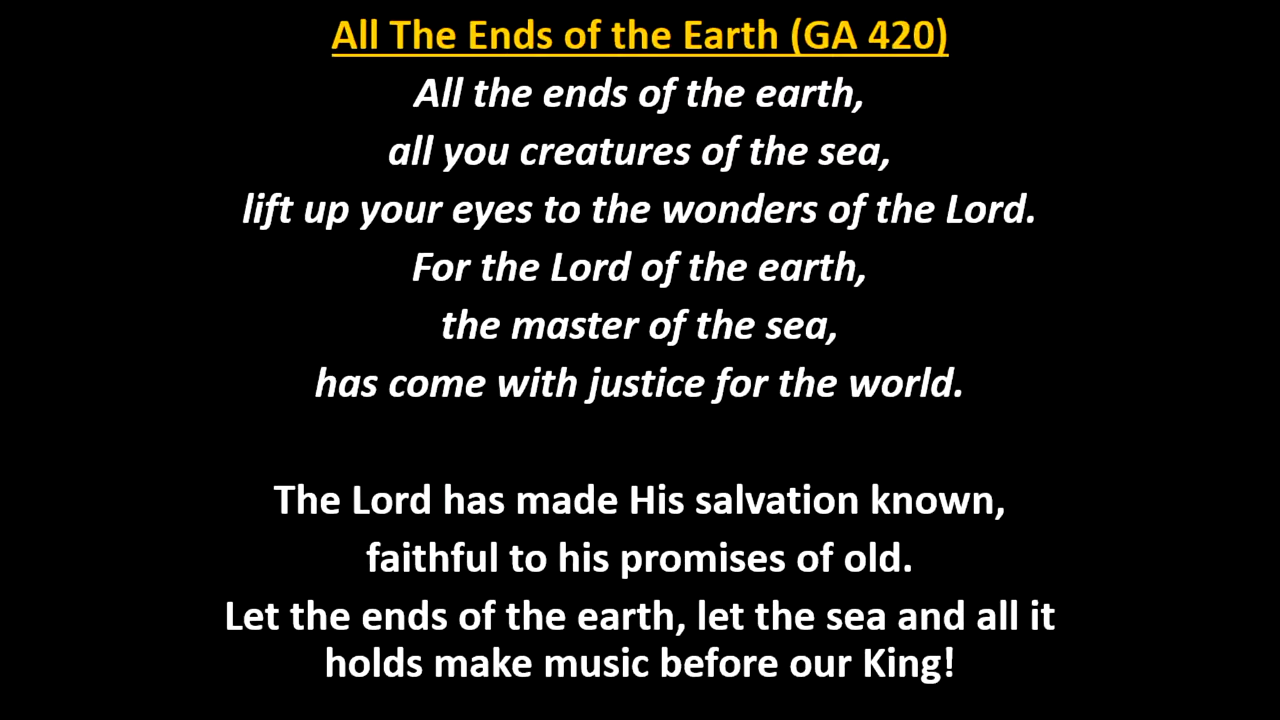 All The Ends of the Earth (GA 420)
All the ends of the earth,
all you creatures of the sea,
lift up your eyes to the wonders of the Lord.
For the Lord of the earth,
the master of the sea,
has come with justice for the world.
The Lord has made His salvation known,
faithful to his promises of old.
Let the ends of the earth, let the sea and all it
holds make music before our King!